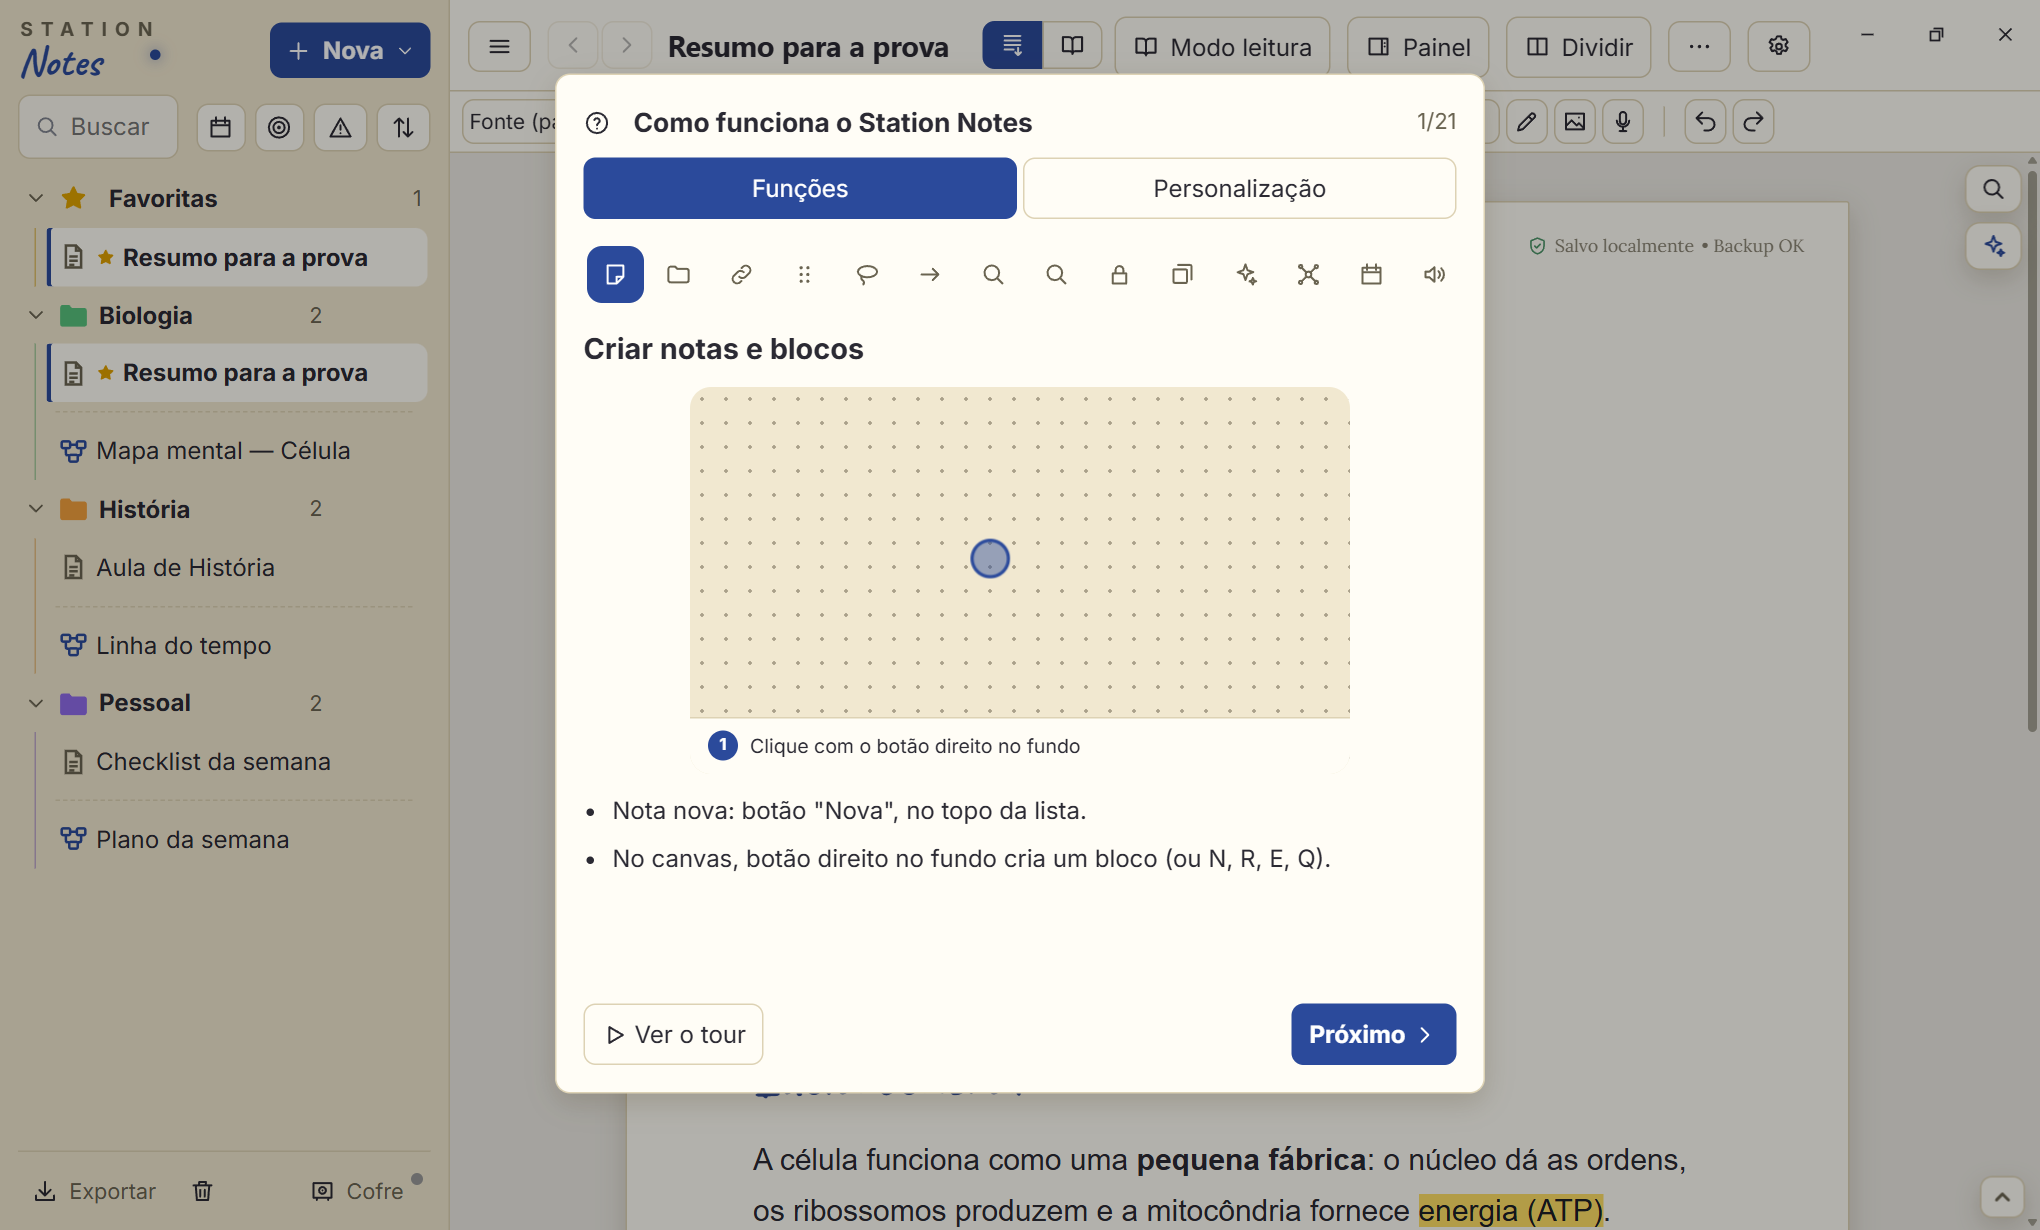 STATION
Notes
Nova
Buscar
Favoritas 1
Resumo para a prova
Biologia 2
Resumo para a prova
Mapa mental — Célula
História 2
Aula de História
Linha do tempo
Pessoal 2
Checklist da semana
Plano da semana
Exportar
Cofre
Resumo para a prova
Modo leitura
Painel
Dividir
Fonte
Salvo localmente • Backup OK
Como funciona o Station Notes
1/21
Funções
Personalização
Criar notas e blocos
1 Clique com o botão direito no fundo
• Nota nova: botão "Nova", no topo da lista.
• No canvas, botão direito no fundo cria um bloco (ou N, R, E, Q).
Ver o tour
Próximo
A célula funciona como uma pequena fábrica: o núcleo dá as ordens,
os ribossomos produzem e a mitocôndria fornece energia (ATP).